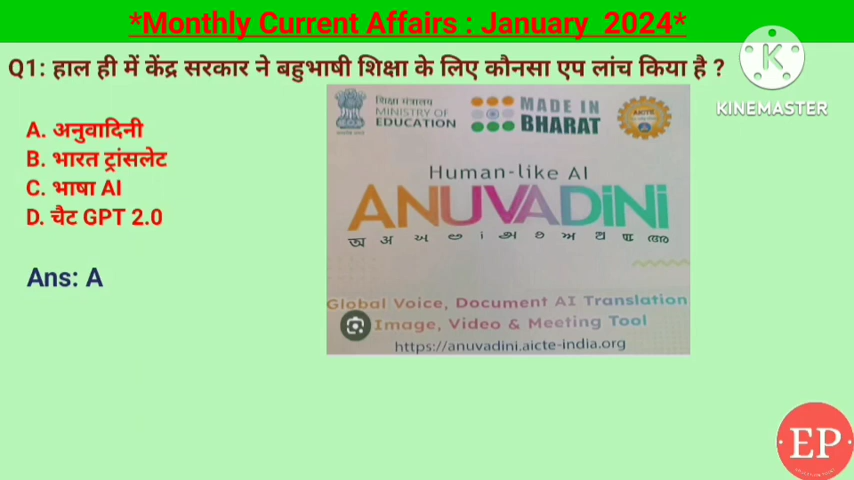 *Monthly Current Affairs : January 2024*
Q1: हाल ही में केंद्र सरकार ने बहुभाषी शिक्षा के लिए कौनसा एप लांच किया है ?
K
KINEMASTER
A. अनुवादिनी
B. भारत ट्रांसलेट
C. भाषा AI
D. चैट GPT 2.0
Ans: A
शिक्षा मंत्रालय
MINISTRY OF
EDUCATION
MADE IN
BHARAT
AICTE
Human-like AI
ANUVADiNi
Global Voice, Document AI Translation
Image, Video & Meeting Tool
https://anuvadini.aicte-india.org
EP